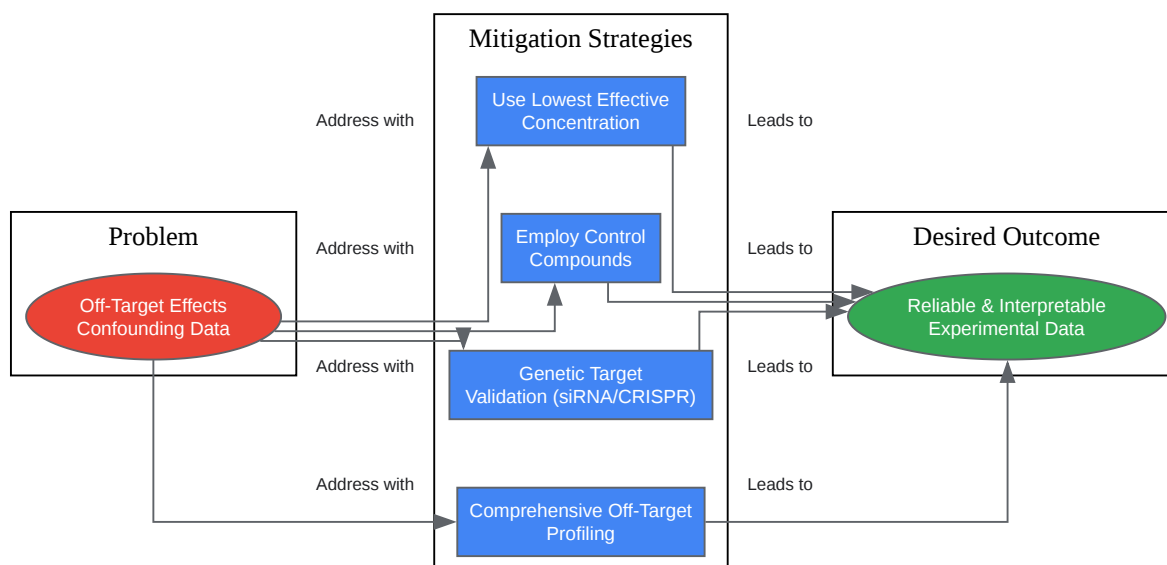 Mitigation Strategies
Use Lowest Effective
Concentration
Address with
Leads to
Problem
Off-Target Effects
Confounding Data
Address with
Employ Control
Compounds
Leads to
Desired Outcome
Reliable & Interpretable
Experimental Data
Address with
Genetic Target
Validation (siRNA/CRISPR)
Leads to
Address with
Comprehensive Off-Target
Profiling
Leads to